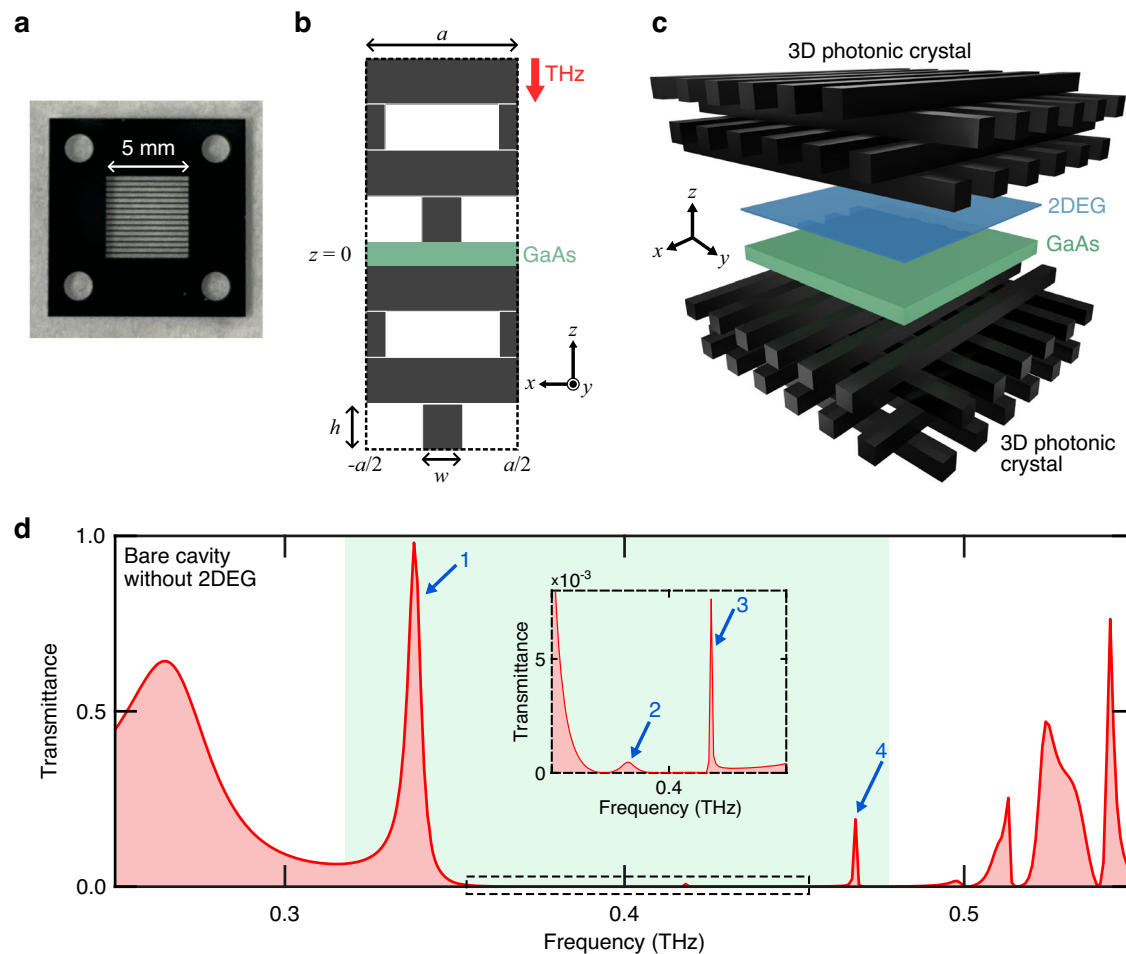 a
5 mm
b
a
THz
z = 0
GaAs
z
x
y
h
-a/2
w
a/2
c
3D photonic crystal
2DEG
GaAs
z
x
y
3D photonic
crystal
d
Bare cavity
without 2DEG
1.0
0.5
0.0
Transmittance
0.3
0.4
0.5
Frequency (THz)
1
4
×10⁻³
5
0
Transmittance
2
3
0.4
Frequency (THz)